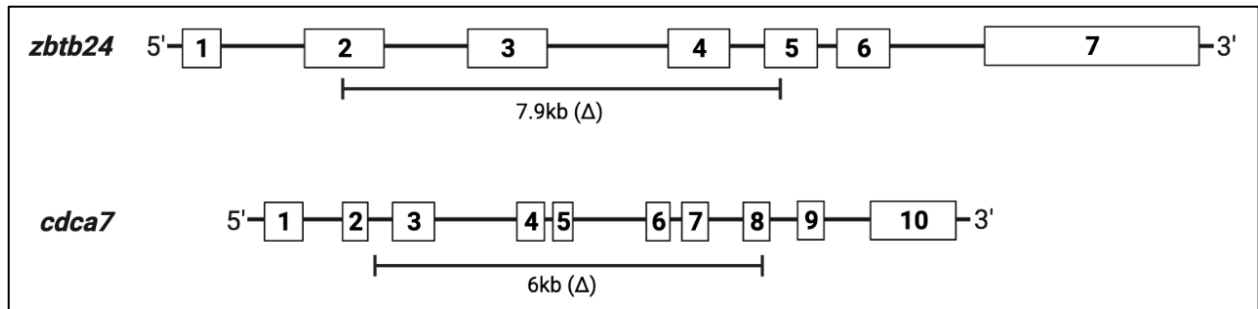 zbtb24 5' 1 2 3 4 5 6 7 3'
7.9kb (Δ)
cdca7 5' 1 2 3 4 5 6 7 8 9 10 3'
6kb (Δ)